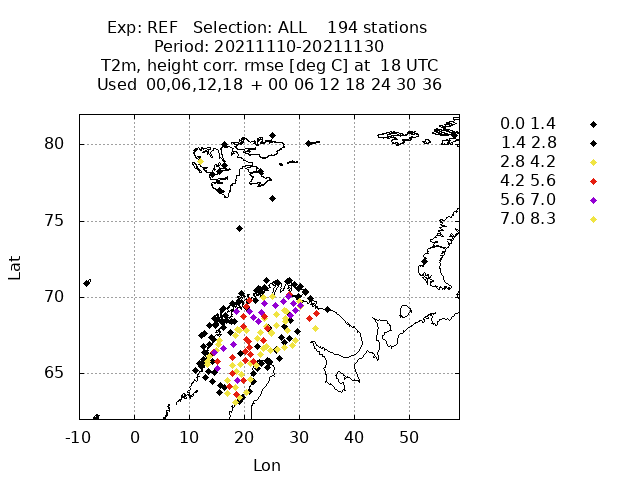 Exp: REF   Selection: ALL    194 stations
Period: 20211110-20211130
T2m, height corr. rmse [deg C] at  18 UTC
Used  00,06,12,18  + 00 06 12 18 24 30 36
0.0 1.4
1.4 2.8
2.8 4.2
4.2 5.6
5.6 7.0
7.0 8.3
80
75
70
65
Lat
-10 0 10 20 30 40 50
Lon